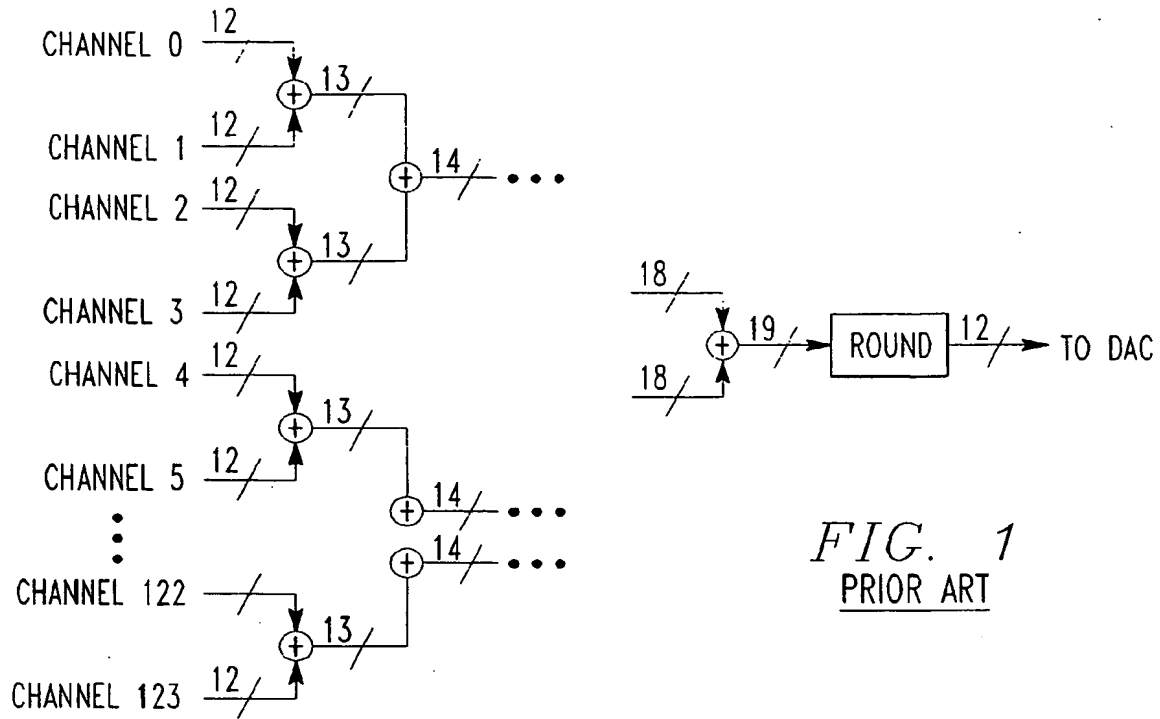 12
CHANNEL 0
13
12
CHANNEL 1
14
12
CHANNEL 2
13
12
CHANNEL 3
18
19
ROUND
12
TO DAC
18
12
CHANNEL 4
13
12
CHANNEL 5
14
14
12
CHANNEL 122
13
12
CHANNEL 123
FIG. 1
PRIOR ART